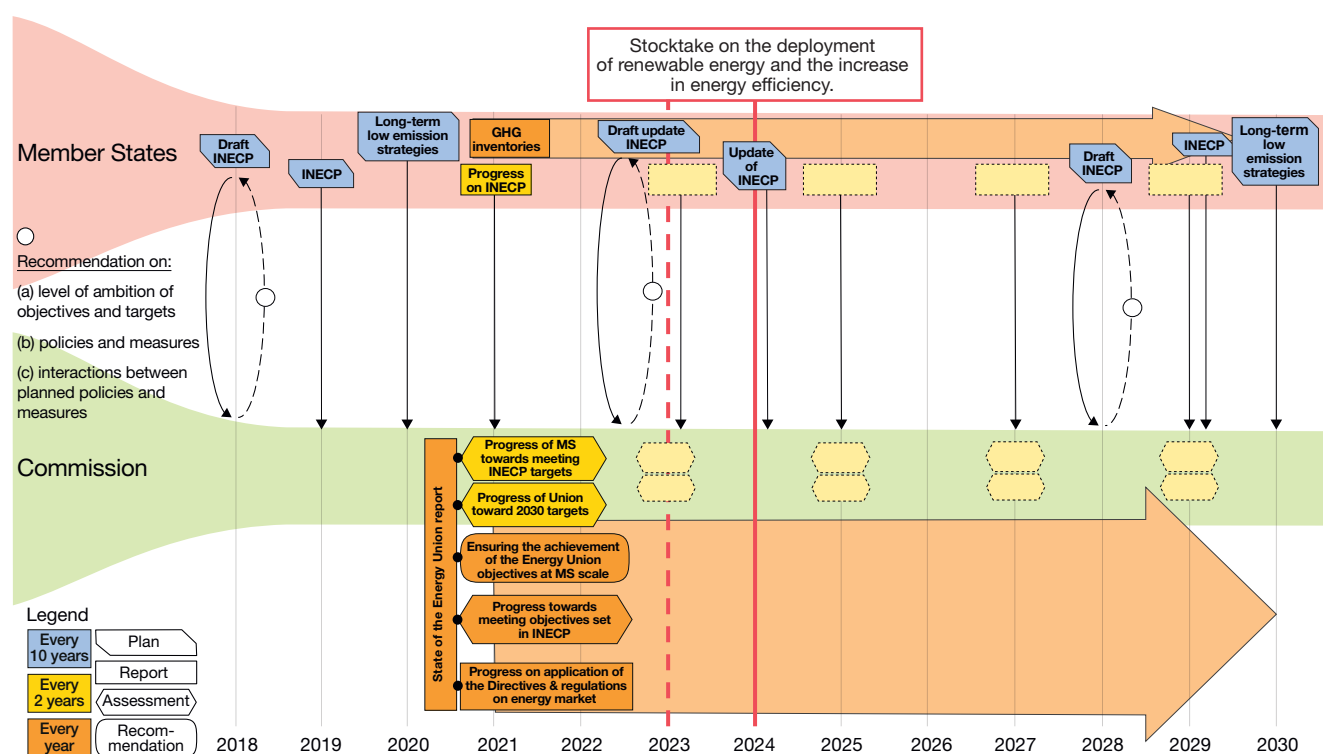 Stocktake on the deployment
of renewable energy and the increase
in energy efficiency.
Member States
Draft
INECP
INECP
Long-term
low emission
strategies
GHG
inventories
Progress
on INECP
Draft update
INECP
Update
of INECP
Draft
INECP
INECP
Long-term
low
emission
strategies
Recommendation on:
(a) level of ambition of
objectives and targets
(b) policies and measures
(c) interactions between
planned policies and
measures
Commission
State of the Energy Union report
Progress of MS
towards meeting
INECP targets
Progress of Union
toward 2030 targets
Ensuring the achievement
of the Energy Union
objectives at MS scale
Progress towards
meeting objectives set
in INECP
Progress on application of
the Directives & regulations
on energy market
Legend
Every
10 years
Plan
Report
Every
2 years
Assessment
Every
year
Recom-
mendation
2018
2019
2020
2021
2022
2023
2024
2025
2026
2027
2028
2029
2030